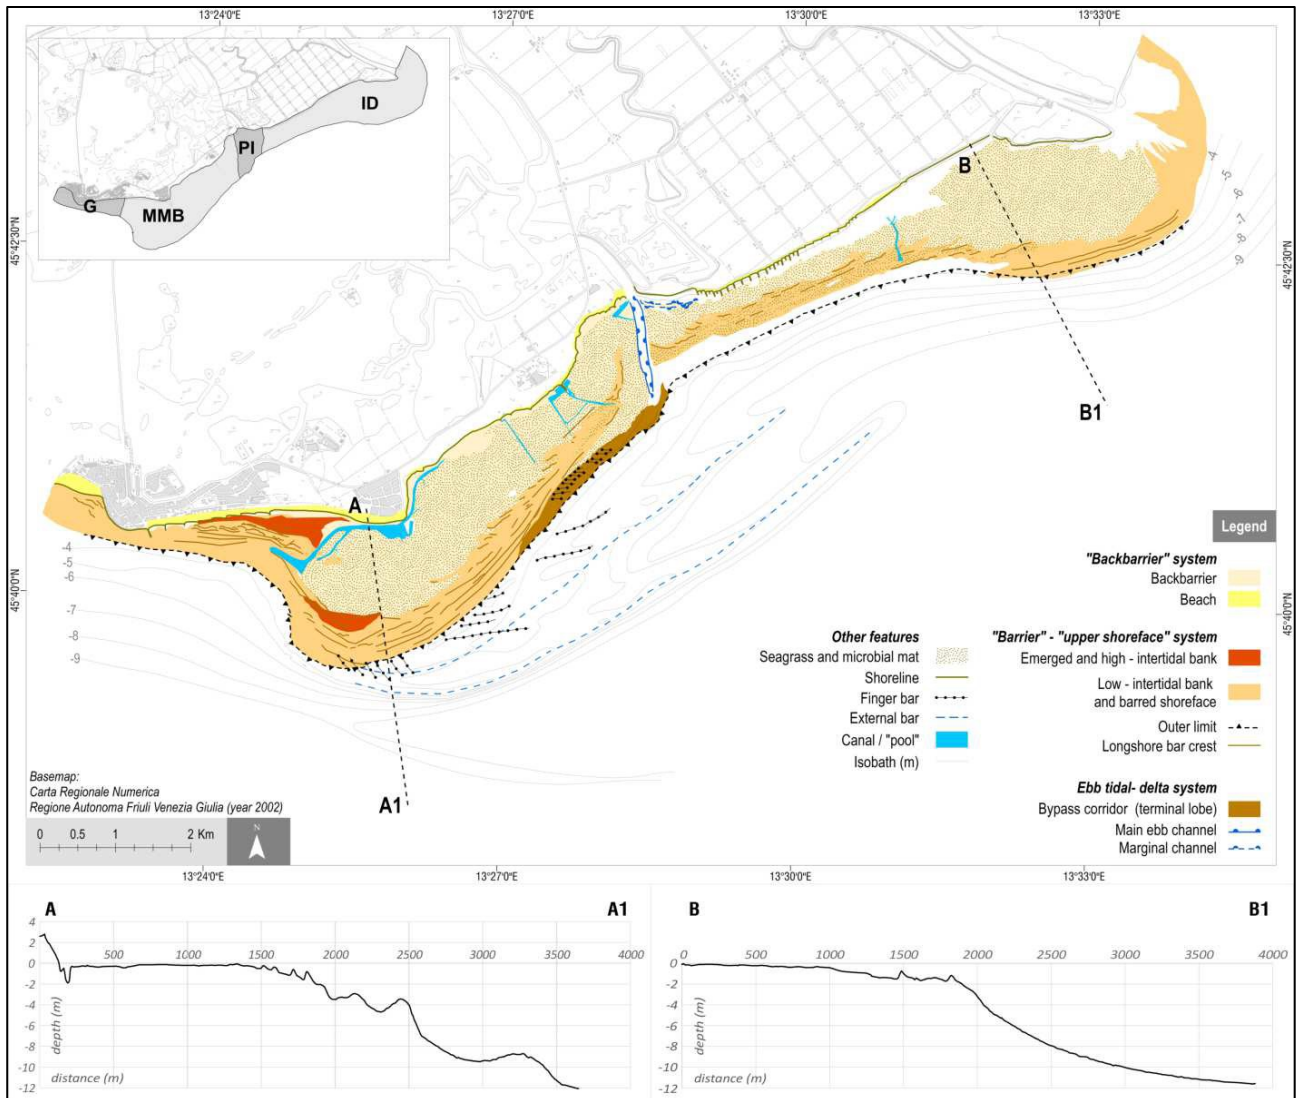 13°24'0"E 13°27'0"E 13°30'0"E 13°33'0"E
ID
PI
G
MMB
45°42'30"N
45°42'30"N
B
-4
-5
-6
-7
-8
-9
B1
A
-4
-5
-6
-7
-8
-9
45°40'0"N
45°40'0"N
A1
Legend
"Backbarrier" system
Backbarrier
Beach
Other features
Seagrass and microbial mat
Shoreline
Finger bar
External bar
Canal / "pool"
Isobath (m)
"Barrier" - "upper shoreface" system
Emerged and high - intertidal bank
Low - intertidal bank
and barred shoreface
Outer limit
Longshore bar crest
Ebb tidal- delta system
Bypass corridor (terminal lobe)
Main ebb channel
Marginal channel
Basemap:
Carta Regionale Numerica
Regione Autonoma Friuli Venezia Giulia (year 2002)
0 0.5 1 2 Km
N
13°24'0"E 13°27'0"E 13°30'0"E 13°33'0"E
A A1
4
2
0
-2
-4
-6
-8
-10
-12
500 1000 1500 2000 2500 3000 3500 4000
depth (m)
distance (m)
B B1
0 500 1000 1500 2000 2500 3000 3500 4000
0
-2
-4
-6
-8
-10
-12
depth (m)
distance (m)